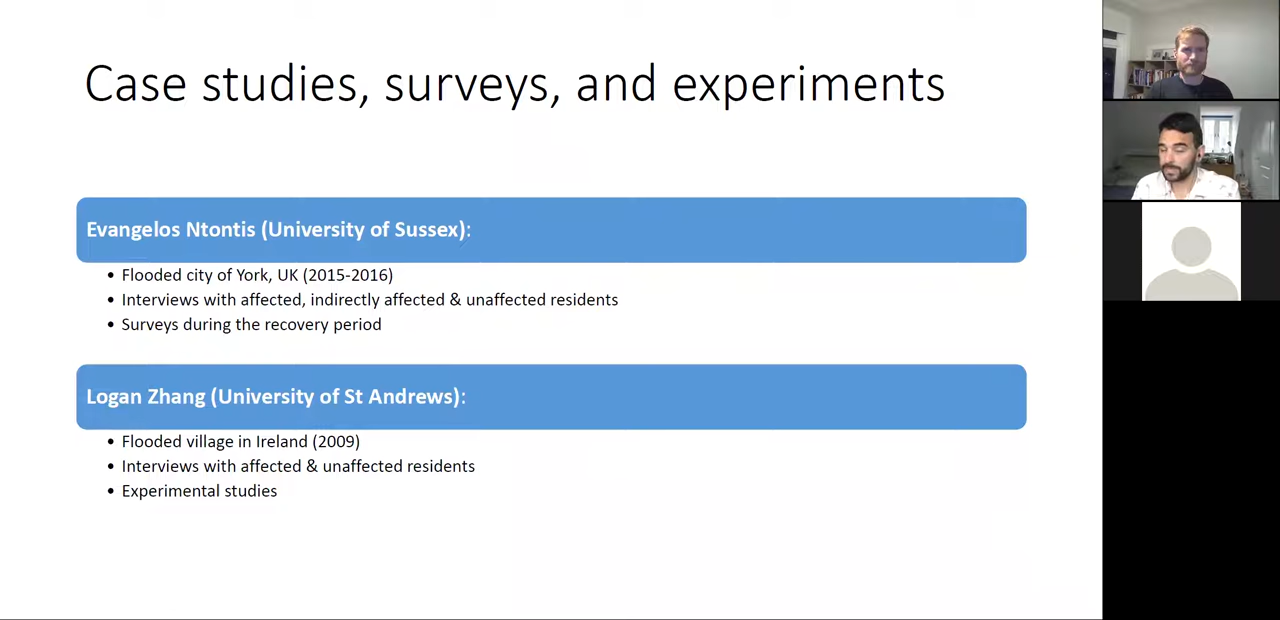 Case studies, surveys, and experiments
Evangelos Ntontis (University of Sussex):
• Flooded city of York, UK (2015-2016)
• Interviews with affected, indirectly affected & unaffected residents
• Surveys during the recovery period
Logan Zhang (University of St Andrews):
• Flooded village in Ireland (2009)
• Interviews with affected & unaffected residents
• Experimental studies